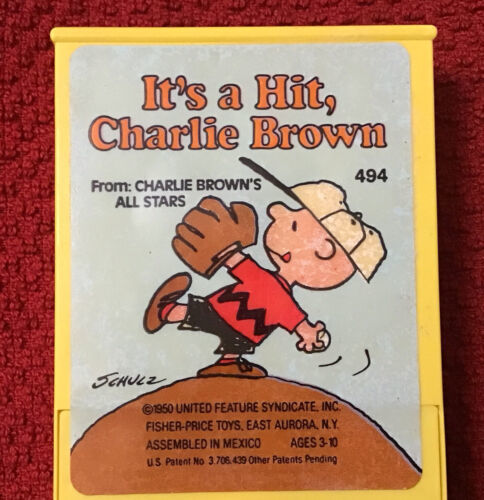 It's a Hit,
Charlie Brown
From: CHARLIE BROWN'S
ALL STARS
494
SCHULZ
©1950 UNITED FEATURE SYNDICATE, INC.
FISHER-PRICE TOYS, EAST AURORA, N.Y.
ASSEMBLED IN MEXICO AGES 3-10
U.S. Patent No 3,706,439 Other Patents Pending